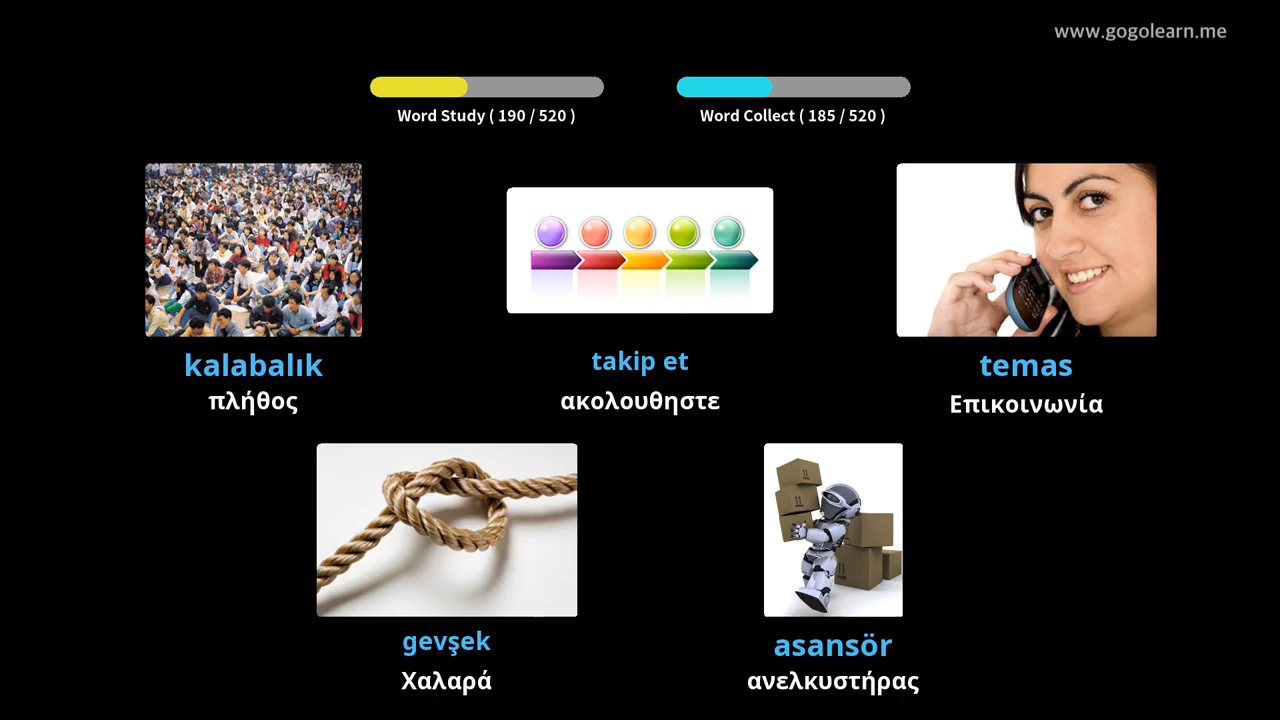 www.gogolearn.me
Word Study ( 190 / 520 )
Word Collect ( 185 / 520 )
kalabalık
πλήθος
takip et
ακολουθηστε
temas
Επικοινωνία
gevşek
Χαλαρά
asansör
ανελκυστήρας